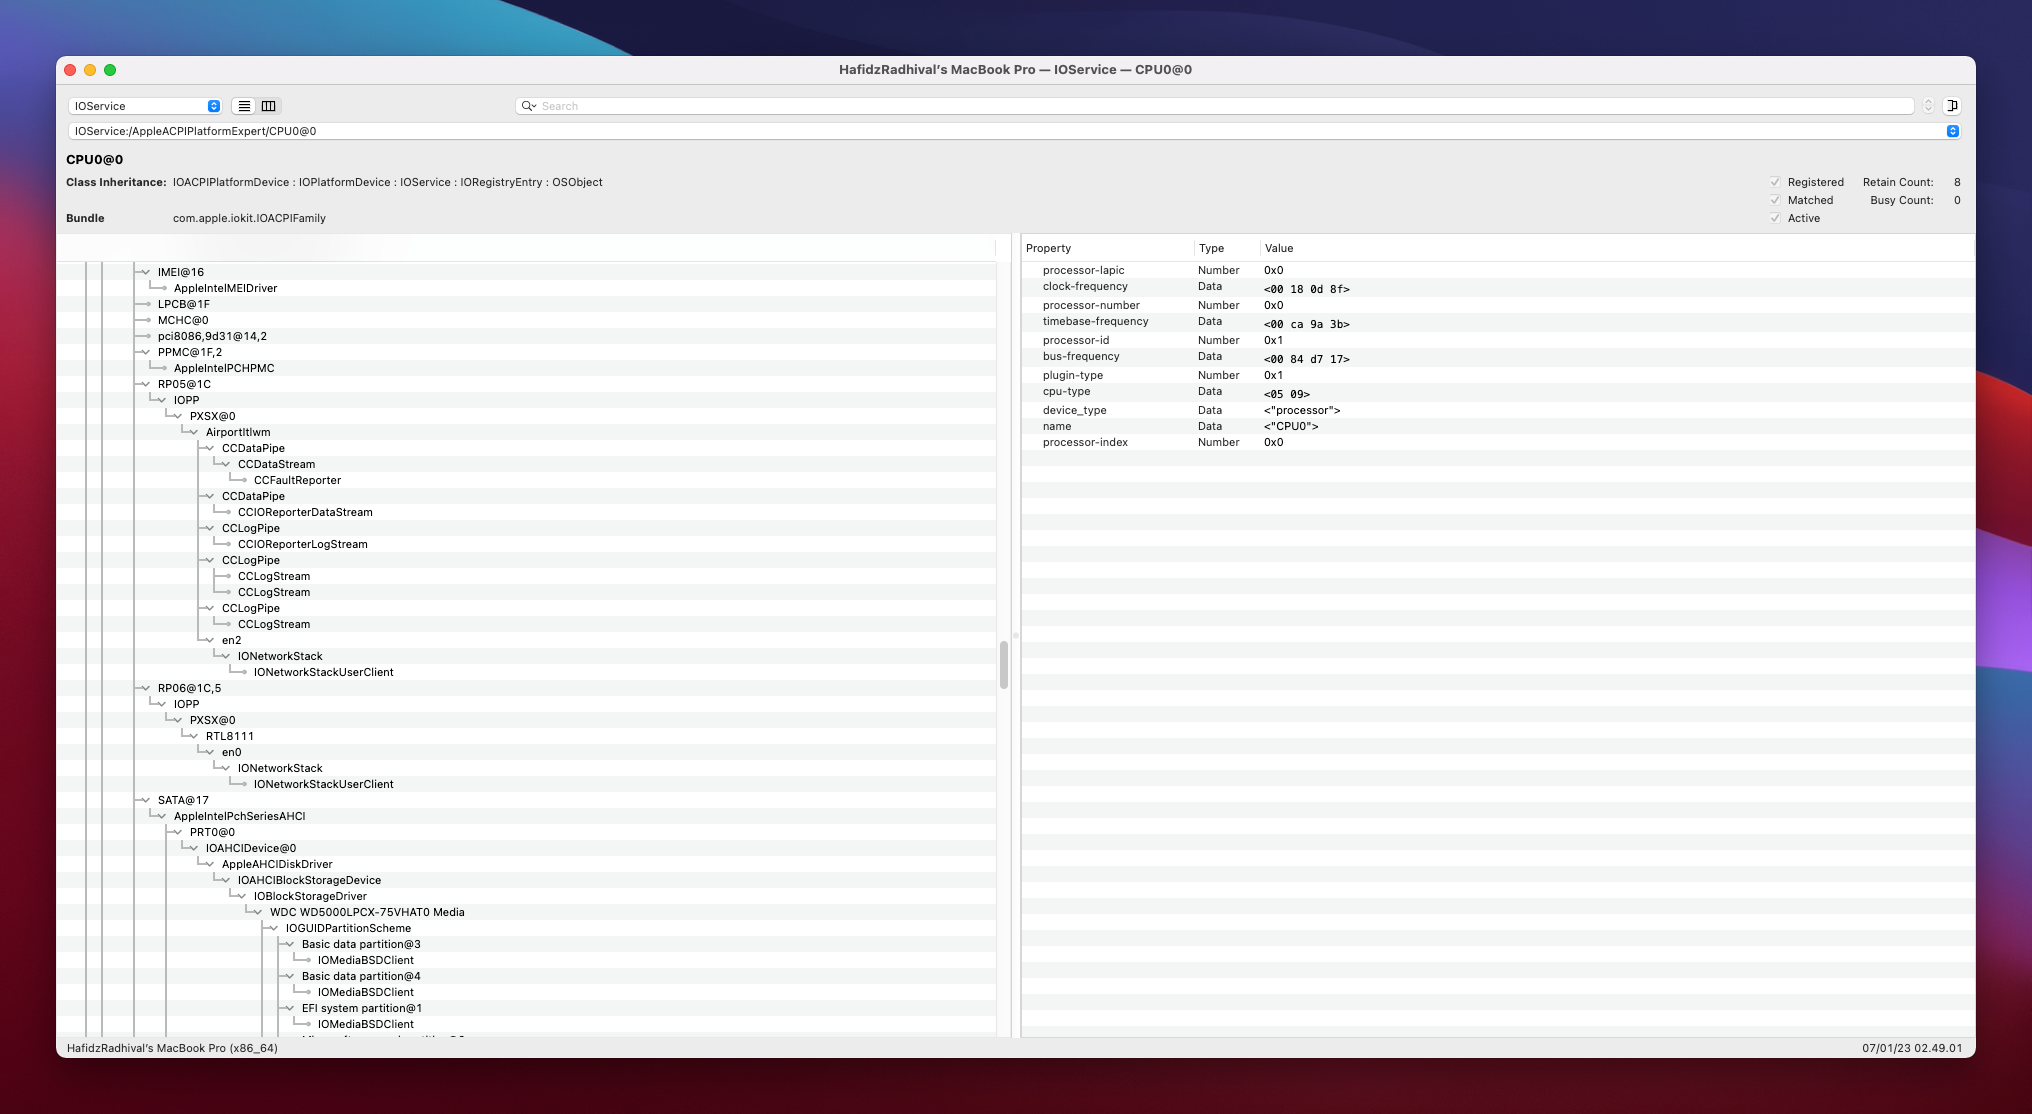 HafidzRadhival's MacBook Pro — IOService — CPU0@0
IOService
Search
IOService:/AppleACPIPlatformExpert/CPU0@0
CPU0@0
Class Inheritance: IOACPIPlatformDevice : IOPlatformDevice : IOService : IORegistryEntry : OSObject
Registered Retain Count: 8
Matched Busy Count: 0
Bundle com.apple.iokit.IOACPIFamily
Active
IMEI@16
AppleIntelMEIDriver
LPCB@1F
MCHC@0
pci8086,9d31@14,2
PPMC@1F,2
AppleIntelPCHPMC
RP05@1C
IOPP
PXSX@0
AirportItlwm
CCDataPipe
CCDataStream
CCFaultReporter
CCDataPipe
CCIOReporterDataStream
CCLogPipe
CCIOReporterLogStream
CCLogPipe
CCLogStream
CCLogStream
CCLogPipe
CCLogStream
en2
IONetworkStack
IONetworkStackUserClient
RP06@1C,5
IOPP
PXSX@0
RTL8111
en0
IONetworkStack
IONetworkStackUserClient
SATA@17
AppleIntelPchSeriesAHCI
PRT0@0
IOAHCIDevice@0
AppleAHCIDiskDriver
IOAHCIBlockStorageDevice
IOBlockStorageDriver
WDC WD5000LPCX-75VHAT0 Media
IOGUIDPartitionScheme
Basic data partition@3
IOMediaBSDClient
Basic data partition@4
IOMediaBSDClient
EFI system partition@1
IOMediaBSDClient
Property Type Value
processor-lapic Number 0x0
clock-frequency Data <00 18 0d 8f>
processor-number Number 0x0
timebase-frequency Data <00 ca 9a 3b>
processor-id Number 0x1
bus-frequency Data <00 84 d7 17>
plugin-type Number 0x1
cpu-type Data <05 09>
device_type Data <"processor">
name Data <"CPU0">
processor-index Number 0x0
HafidzRadhival's MacBook Pro (x86_64)
07/01/23 02.49.01